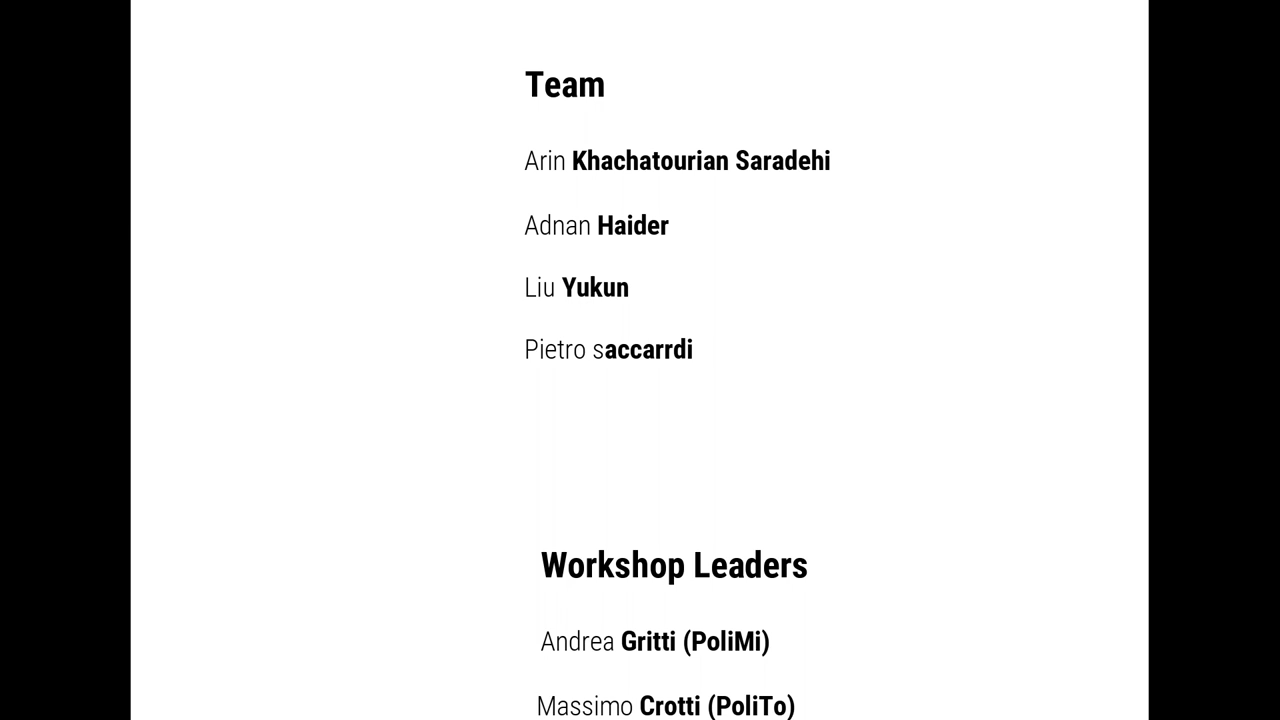 Team
Arin Khachatourian Saradehi
Adnan Haider
Liu Yukun
Pietro saccarrdi
Workshop Leaders
Andrea Gritti (PoliMi)
Massimo Crotti (PoliTo)